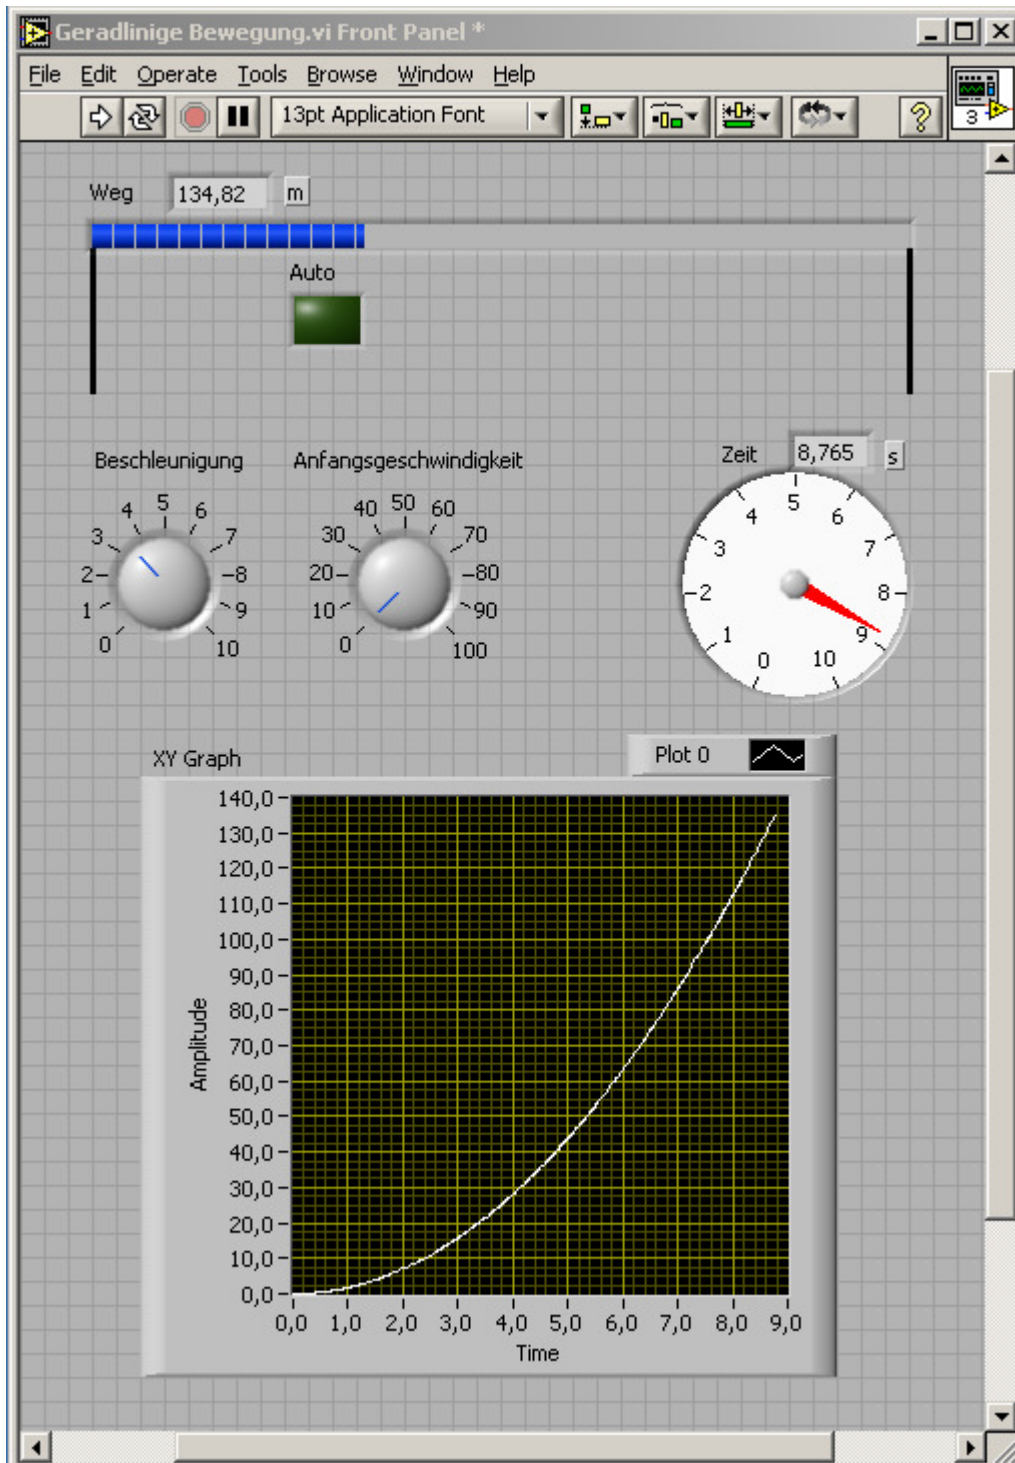 Geradlinige Bewegung.vi Front Panel *
File Edit Operate Tools Browse Window Help
13pt Application Font
?
3
Weg 134,82 m
Auto
Beschleunigung
0 1 2 3 4 5 6 7 8 9 10
Anfangsgeschwindigkeit
0 10 20 30 40 50 60 70 80 90 100
Zeit 8,765 s
0 1 2 3 4 5 6 7 8 9 10
XY Graph
Plot 0
140,0
130,0
120,0
110,0
100,0
90,0
80,0
70,0
60,0
50,0
40,0
30,0
20,0
10,0
0,0
Amplitude
0,0 1,0 2,0 3,0 4,0 5,0 6,0 7,0 8,0 9,0
Time